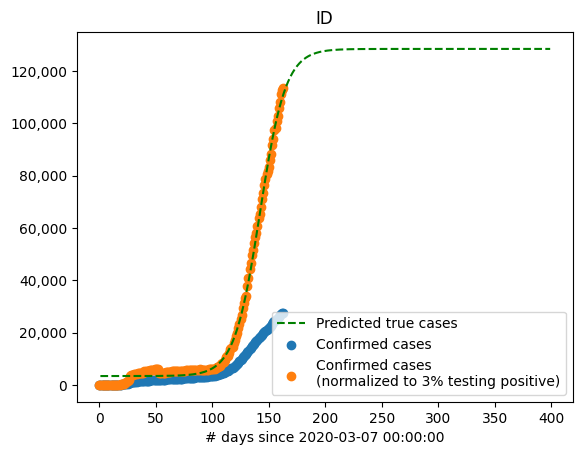 ID
120,000
100,000
80,000
60,000
40,000
20,000
0
Predicted true cases
Confirmed cases
Confirmed cases
(normalized to 3% testing positive)
0 50 100 150 200 250 300 350 400
# days since 2020-03-07 00:00:00